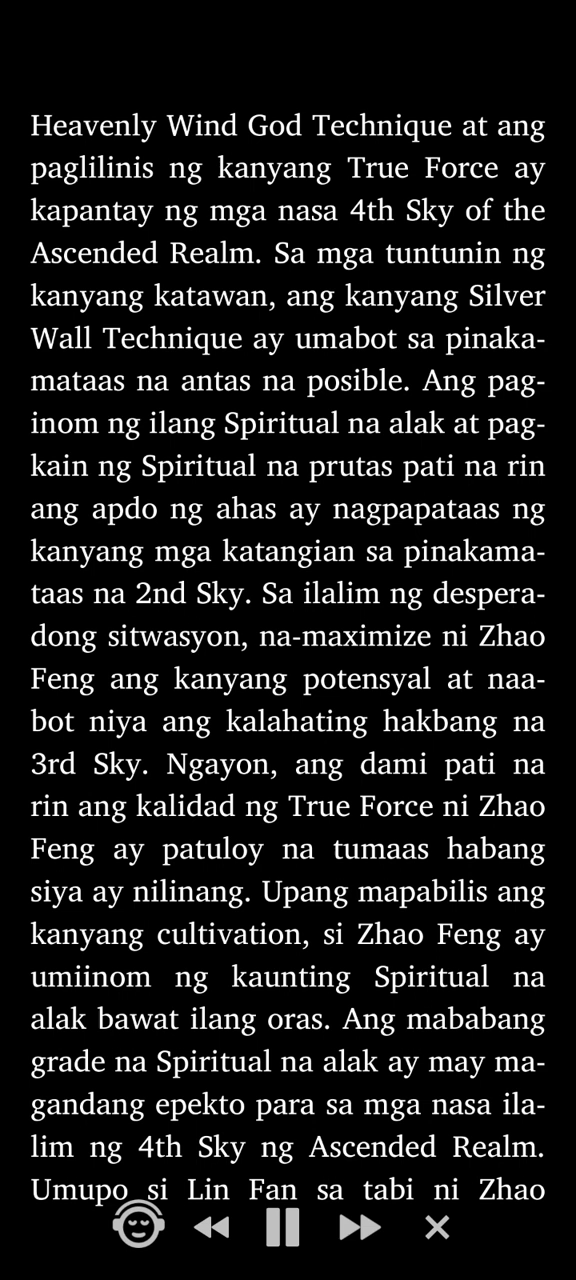 Heavenly Wind God Technique at ang
paglilinis ng kanyang True Force ay
kapantay ng mga nasa 4th Sky of the
Ascended Realm. Sa mga tuntunin ng
kanyang katawan, ang kanyang Silver
Wall Technique ay umabot sa pinaka-
mataas na antas na posible. Ang pag-
inom ng ilang Spiritual na alak at pag-
kain ng Spiritual na prutas pati na rin
ang apdo ng ahas ay nagpapataas ng
kanyang mga katangian sa pinakama-
taas na 2nd Sky. Sa ilalim ng despera-
dong sitwasyon, na-maximize ni Zhao
Feng ang kanyang potensyal at naa-
bot niya ang kalahating hakbang na
3rd Sky. Ngayon, ang dami pati na
rin ang kalidad ng True Force ni Zhao
Feng ay patuloy na tumaas habang
siya ay nilinang. Upang mapabilis ang
kanyang cultivation, si Zhao Feng ay
umiinom ng kaunting Spiritual na
alak bawat ilang oras. Ang mababang
grade na Spiritual na alak ay may ma-
gandang epekto para sa mga nasa ila-
lim ng 4th Sky ng Ascended Realm.
Umupo si Lin Fan sa tabi ni Zhao